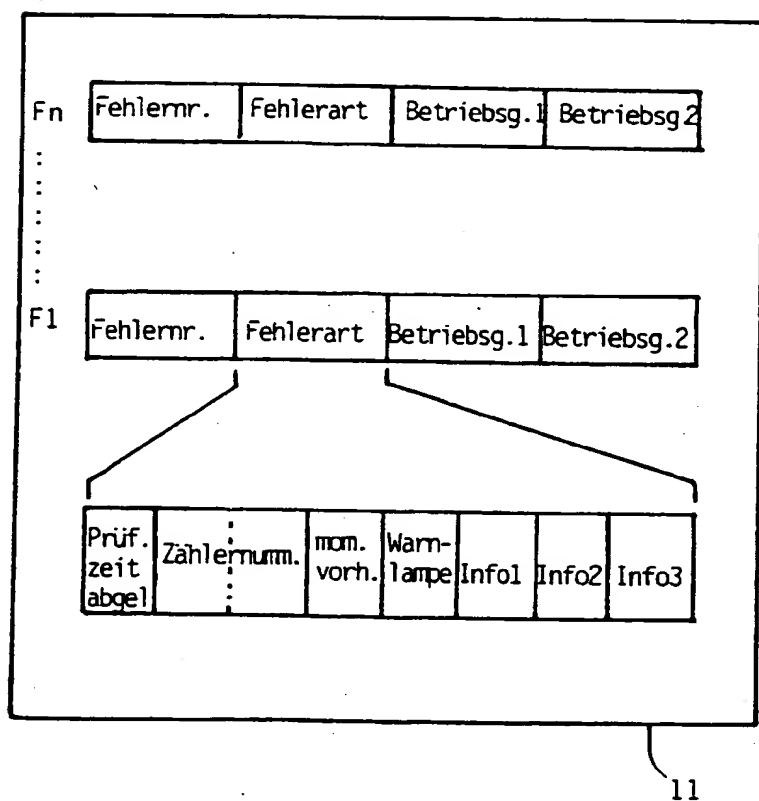 Fn Fehlernr. Fehlerart Betriebsg.1 Betriebsg2
F1 Fehlernr. Fehlerart Betriebsg.1 Betriebsg.2
Prüf. zeit abgel Zählernumm. mom. vorh. Warn- lampe Info1 Info2 Info3
11